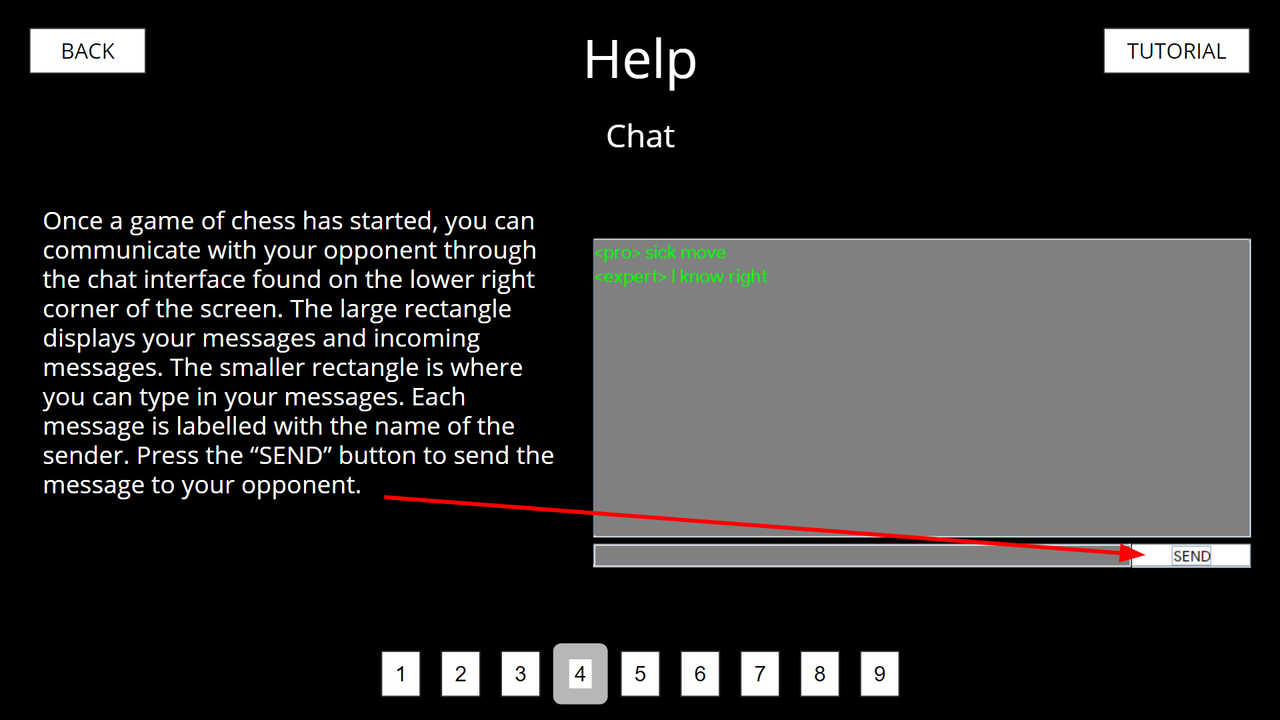 BACK
Help
TUTORIAL
Chat
Once a game of chess has started, you can
communicate with your opponent through
the chat interface found on the lower right
corner of the screen. The large rectangle
displays your messages and incoming
messages. The smaller rectangle is where
you can type in your messages. Each
message is labelled with the name of the
sender. Press the “SEND” button to send the
message to your opponent.
<pro> sick move
<expert> I know right
SEND
1 2 3 4 5 6 7 8 9